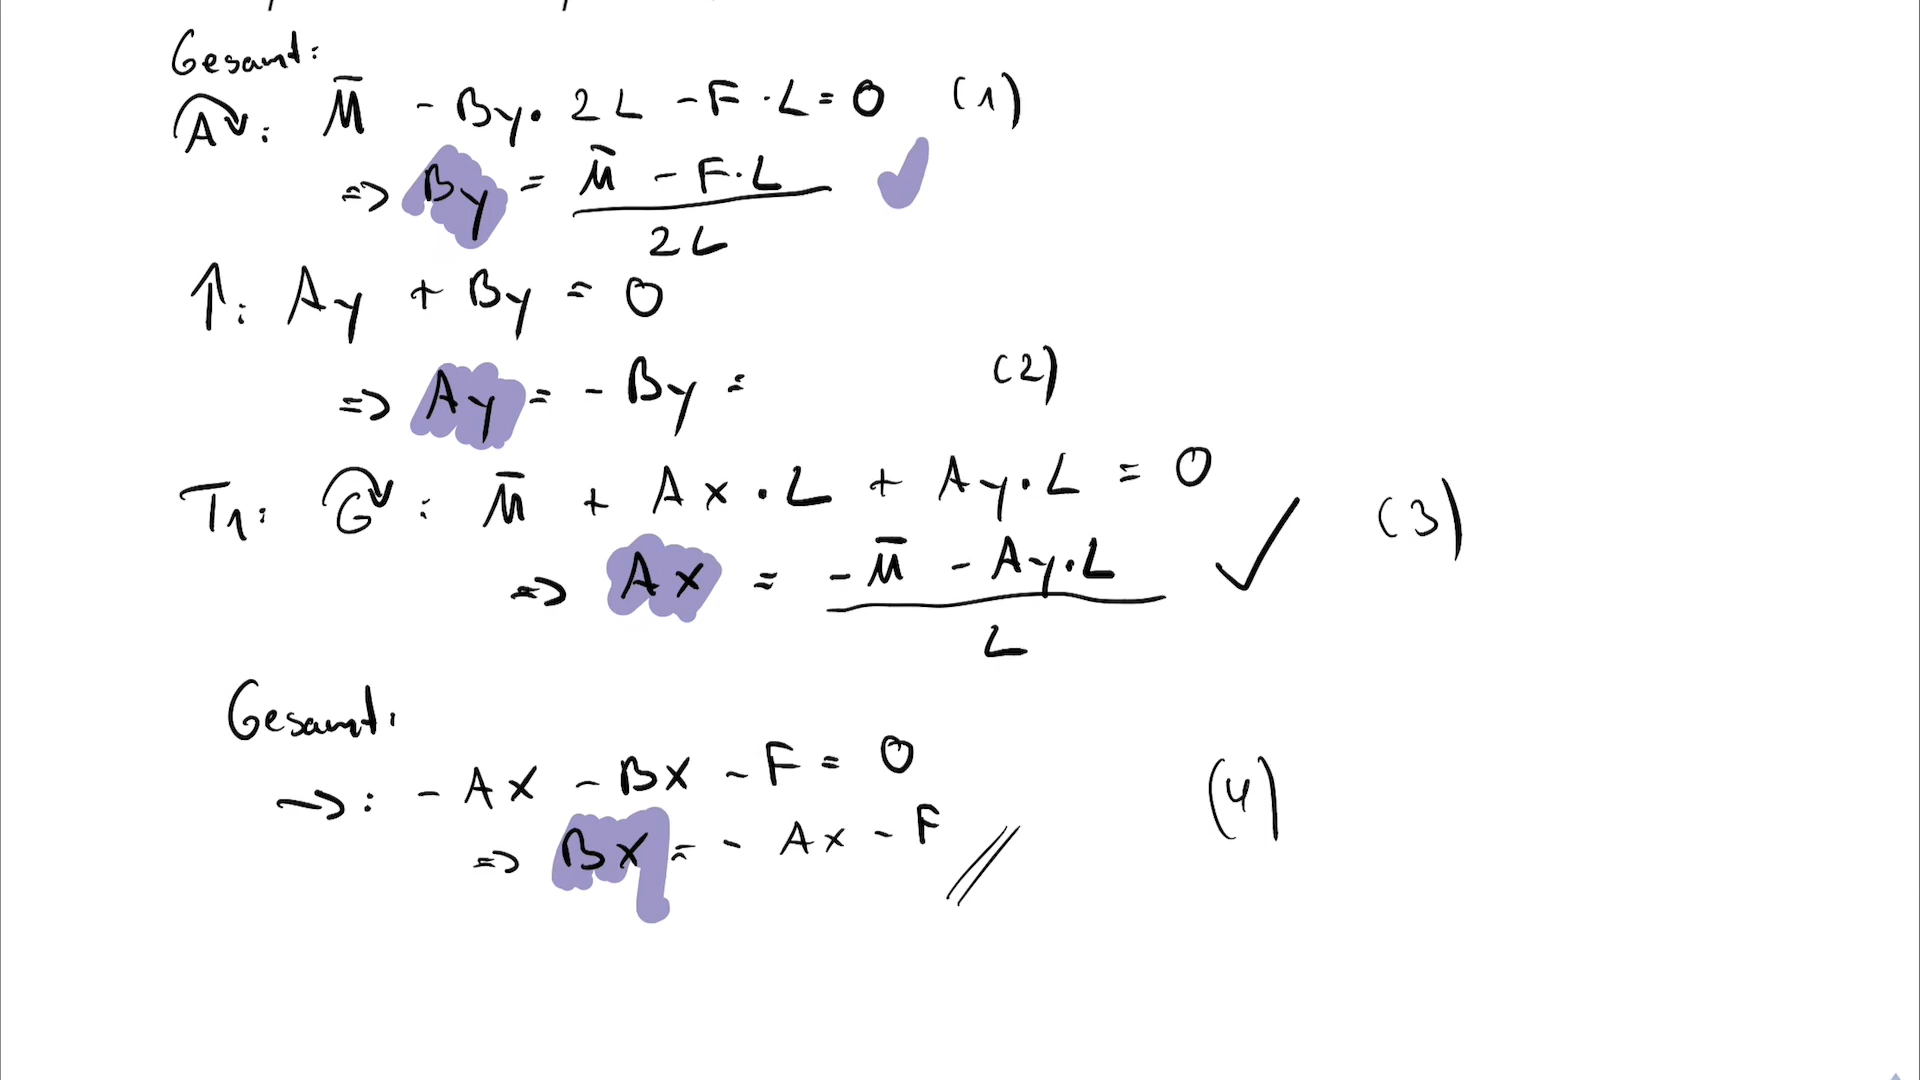 Gesamt:
A: M̄ - By · 2L - F · L = 0 (1)
=> By = (M̄ - F·L) / 2L
↑: Ay + By = 0
=> Ay = - By = (2)
T1: G: M̄ + Ax · L + Ay · L = 0
=> Ax = (-M̄ - Ay·L) / L (3)
Gesamt:
→: - Ax - Bx - F = 0 (4)
=> Bx = - Ax - F